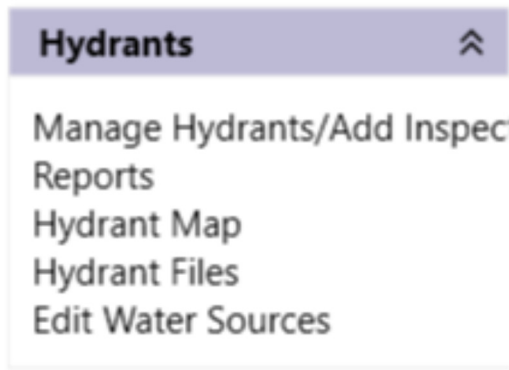 Hydrants
Manage Hydrants/Add Inspec
Reports
Hydrant Map
Hydrant Files
Edit Water Sources